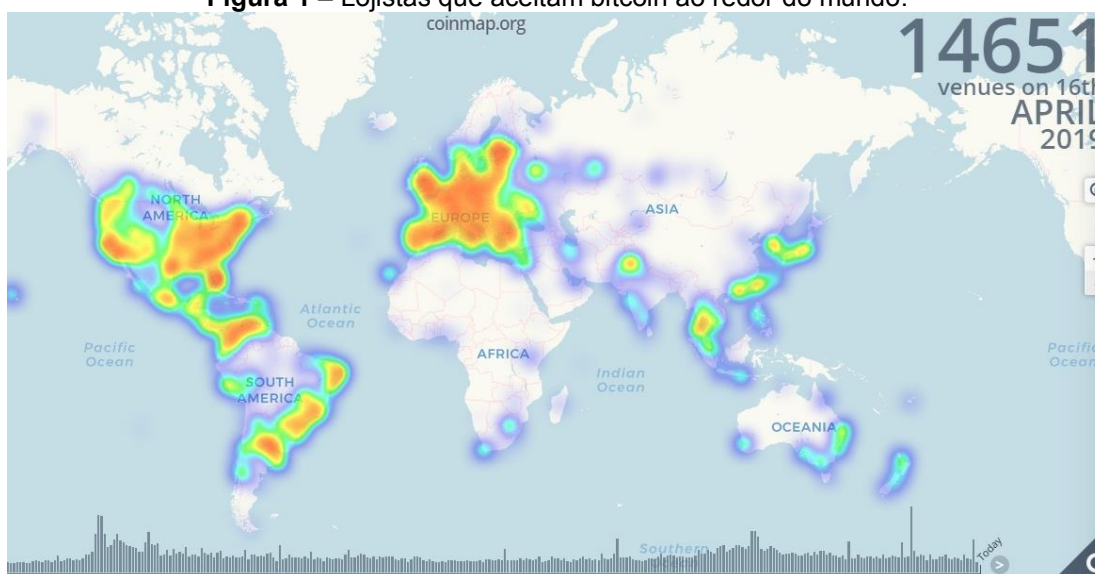 Figura 1 – Lojistas que aceitam bitcoin ao redor do mundo.
coinmap.org
14651
venues on 16th
APRIL
2019
NORTH
AMERICA
EUROPE
ASIA
Atlantic
Ocean
Pacific
Ocean
AFRICA
Indian
Ocean
Pacific
Ocean
SOUTH
AMERICA
OCEANIA
Southern
Ocean
Today